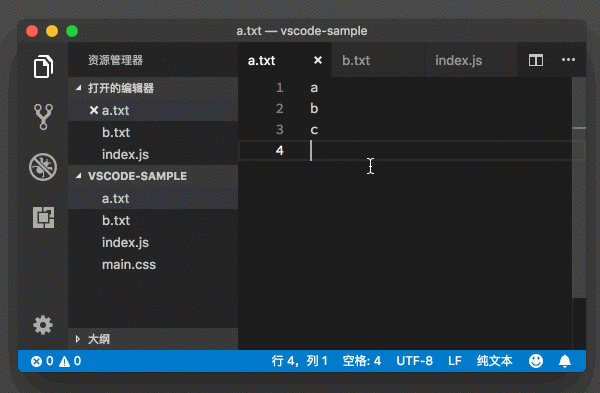 a.txt — vscode-sample
资源管理器
打开的编辑器
a.txt
b.txt
index.js
VSCODE-SAMPLE
a.txt
b.txt
index.js
main.css
大纲
a.txt b.txt index.js
1 a
2 b
3 c
4
0 0 行 4，列 1 空格: 4 UTF-8 LF 纯文本